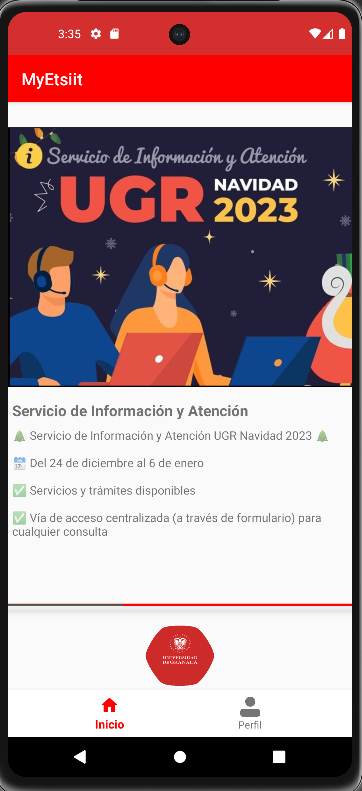 3:35
MyEtsiit
i Servicio de Información y Atención
UGR NAVIDAD
2023
Servicio de Información y Atención
🌲 Servicio de Información y Atención UGR Navidad 2023 🌲
📅 Del 24 de diciembre al 6 de enero
✅ Servicios y trámites disponibles
✅ Vía de acceso centralizada (a través de formulario) para
cualquier consulta
UNIVERSIDAD
DE GRANADA
Inicio
Perfil